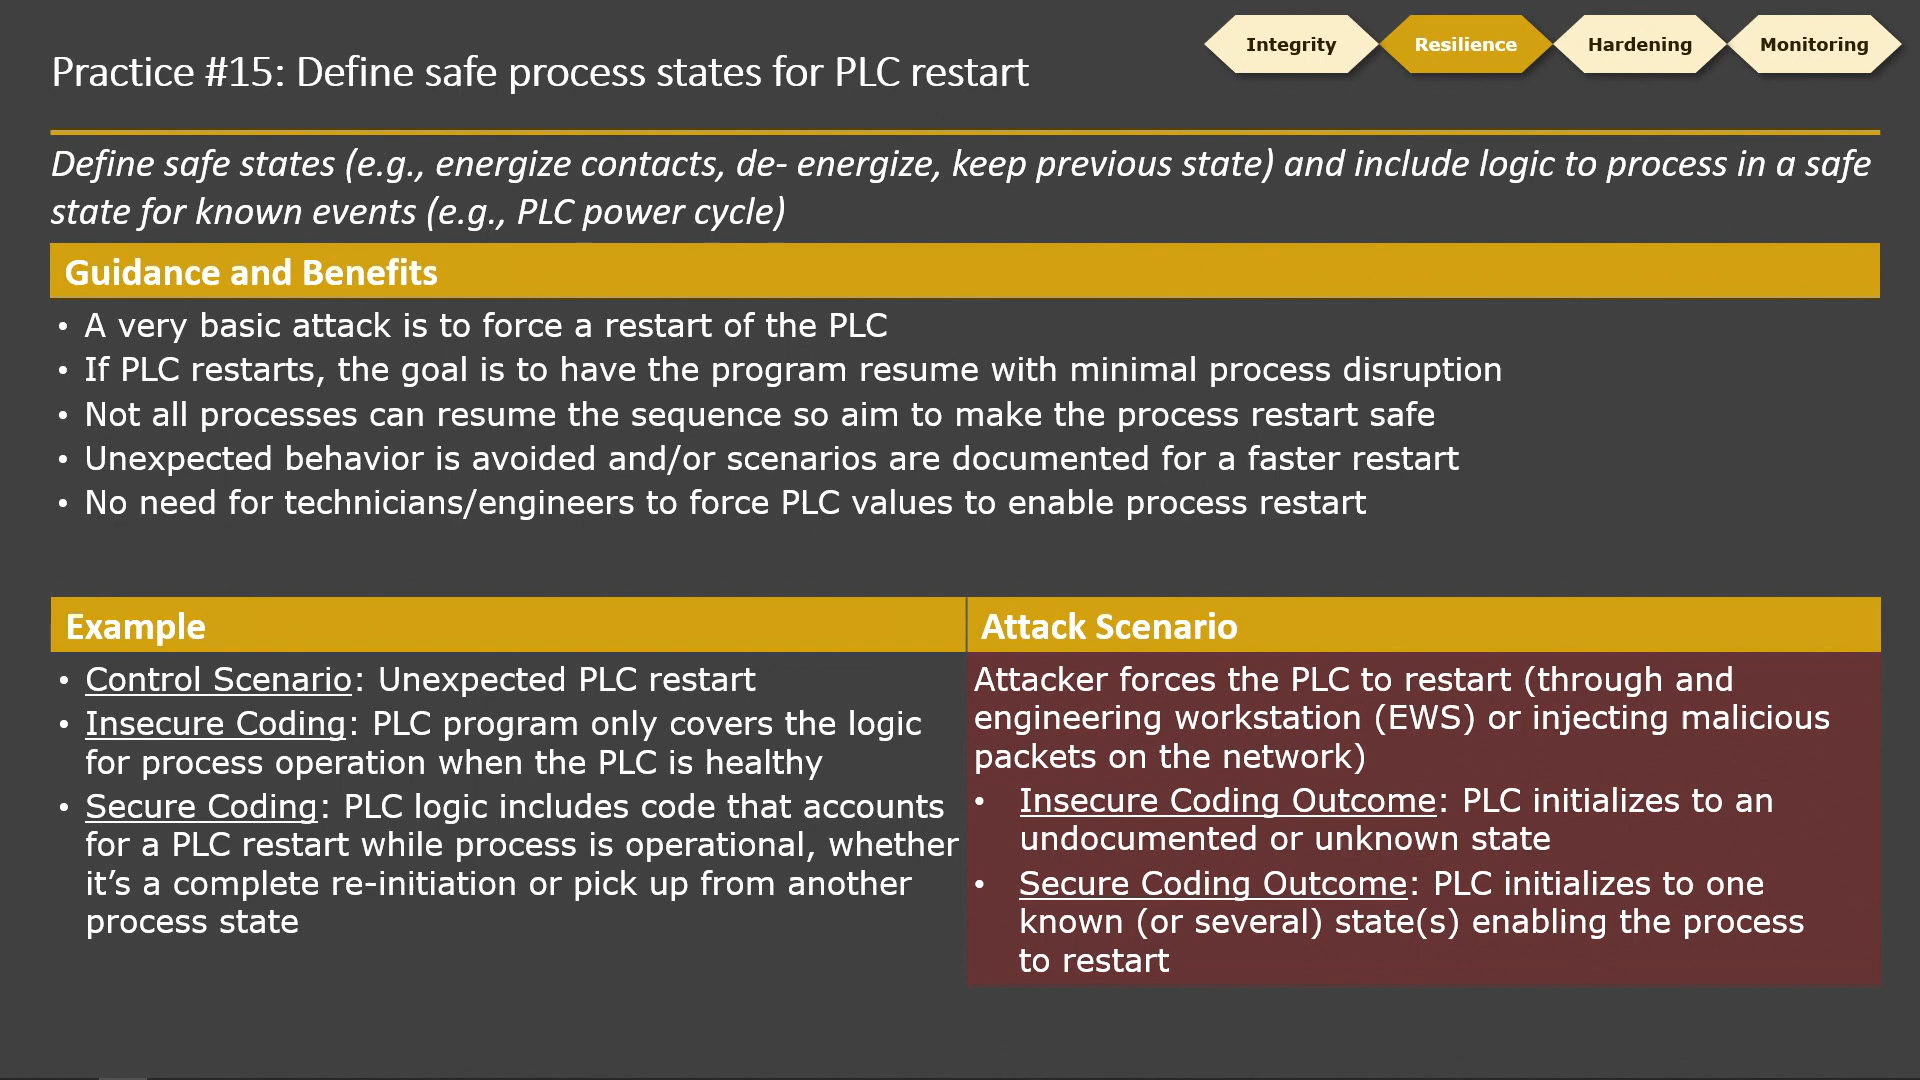 Integrity
Resilience
Hardening
Monitoring
Practice #15: Define safe process states for PLC restart
Define safe states (e.g., energize contacts, de- energize, keep previous state) and include logic to process in a safe
state for known events (e.g., PLC power cycle)
Guidance and Benefits
• A very basic attack is to force a restart of the PLC
• If PLC restarts, the goal is to have the program resume with minimal process disruption
• Not all processes can resume the sequence so aim to make the process restart safe
• Unexpected behavior is avoided and/or scenarios are documented for a faster restart
• No need for technicians/engineers to force PLC values to enable process restart
Example
• Control Scenario: Unexpected PLC restart
• Insecure Coding: PLC program only covers the logic
for process operation when the PLC is healthy
• Secure Coding: PLC logic includes code that accounts
for a PLC restart while process is operational, whether
it’s a complete re-initiation or pick up from another
process state
Attack Scenario
Attacker forces the PLC to restart (through and
engineering workstation (EWS) or injecting malicious
packets on the network)
• Insecure Coding Outcome: PLC initializes to an
undocumented or unknown state
• Secure Coding Outcome: PLC initializes to one
known (or several) state(s) enabling the process
to restart